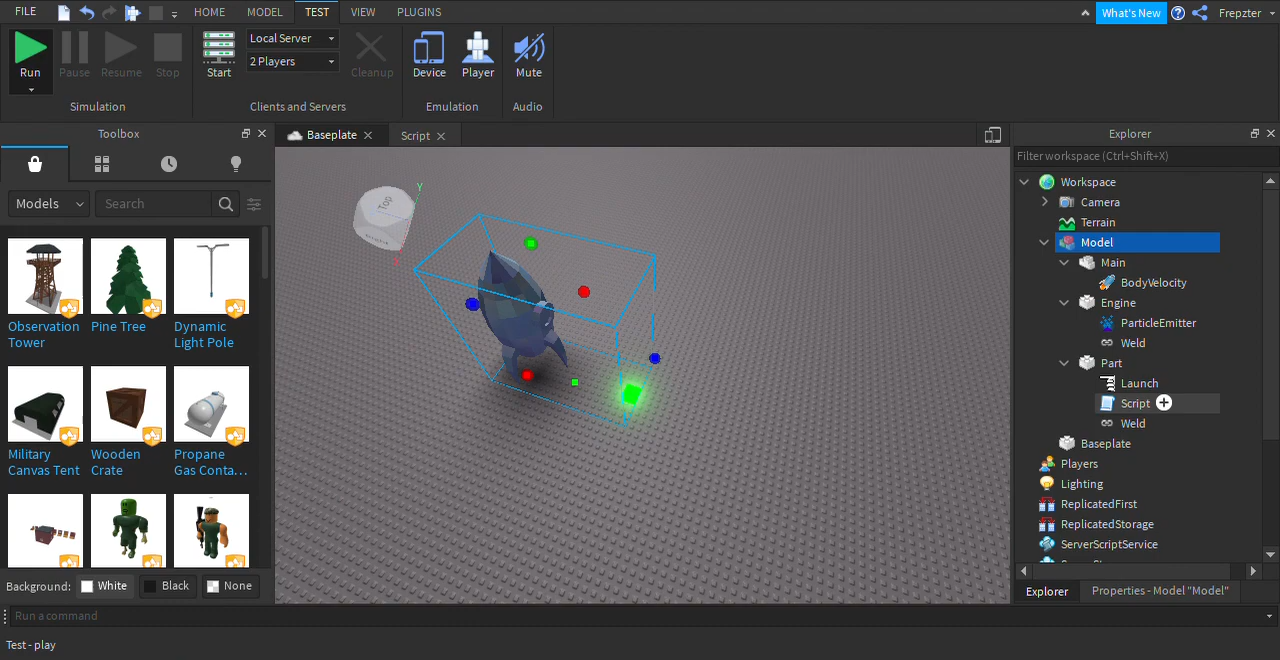 FILE
HOME
MODEL
TEST
VIEW
PLUGINS
What's New
Frepzter
Run
Pause
Resume
Stop
Simulation
Start
Local Server
2 Players
Cleanup
Clients and Servers
Device
Player
Emulation
Mute
Audio
Toolbox
Models
Search
Observation
Tower
Pine Tree
Dynamic
Light Pole
Military
Canvas Tent
Wooden
Crate
Propane
Gas Conta...
Background:
White
Black
None
Baseplate
Script
Top
Y
Explorer
Filter workspace (Ctrl+Shift+X)
Workspace
Camera
Terrain
Model
Main
BodyVelocity
Engine
ParticleEmitter
Weld
Part
Launch
Script
Weld
Baseplate
Players
Lighting
ReplicatedFirst
ReplicatedStorage
ServerScriptService
Explorer
Properties - Model "Model"
Run a command
Test - play